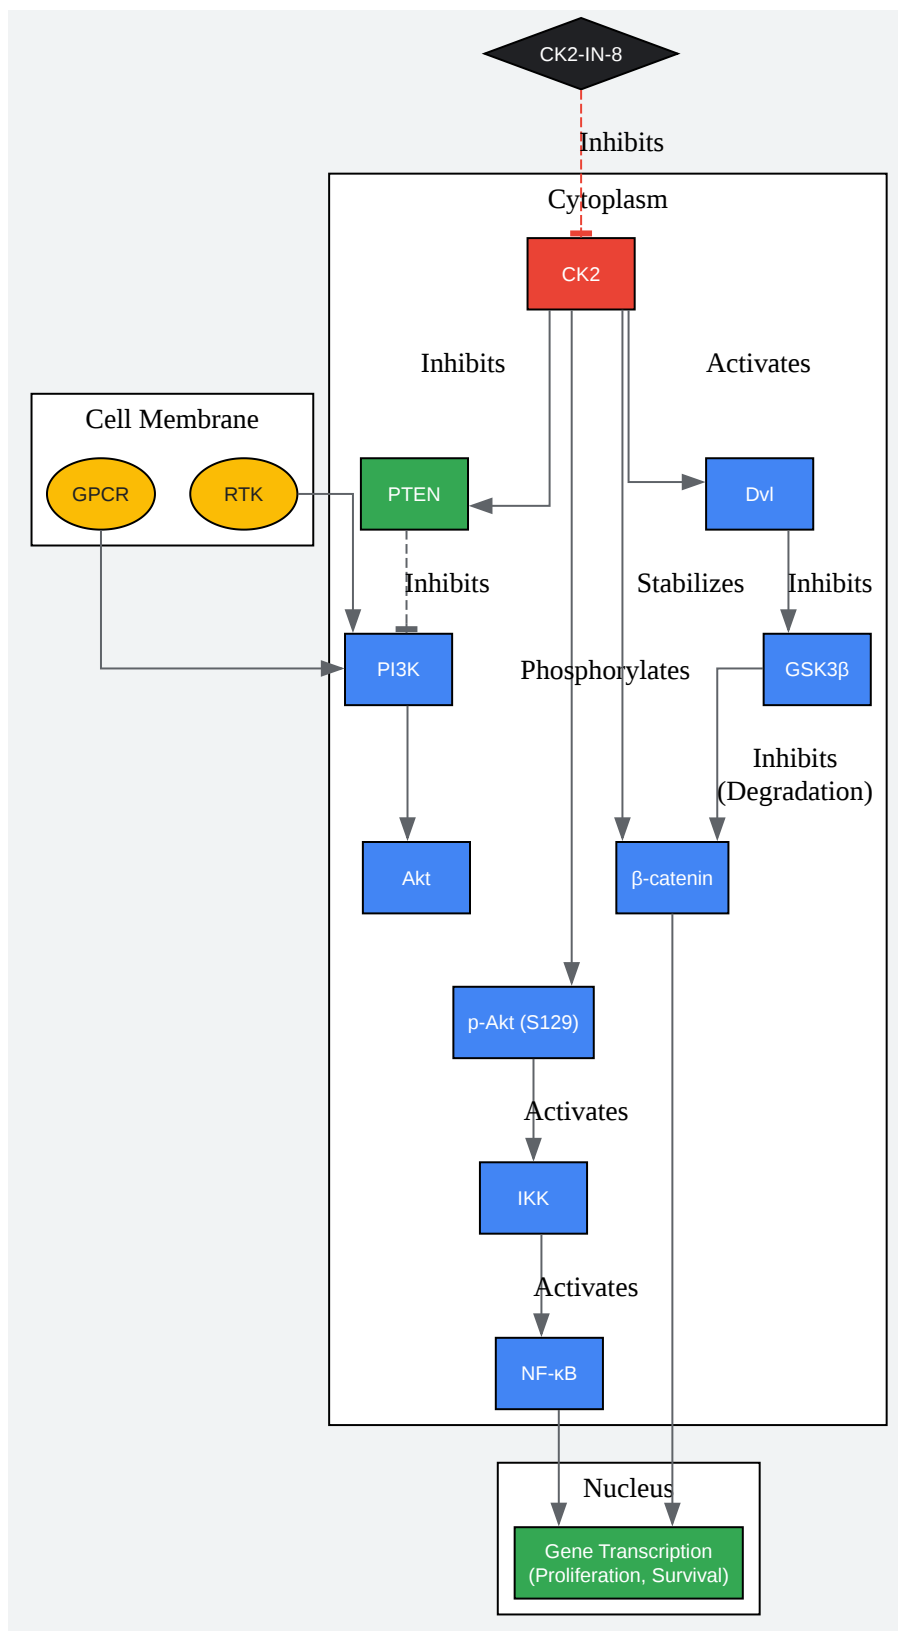 CK2-IN-8
Inhibits
Cytoplasm
CK2
Inhibits
Activates
Cell Membrane
GPCR
RTK
PTEN
Dvl
Inhibits
Stabilizes
Inhibits
PI3K
Phosphorylates
GSK3β
Inhibits
(Degradation)
Akt
β-catenin
p-Akt (S129)
Activates
IKK
Activates
NF-κB
Nucleus
Gene Transcription
(Proliferation, Survival)